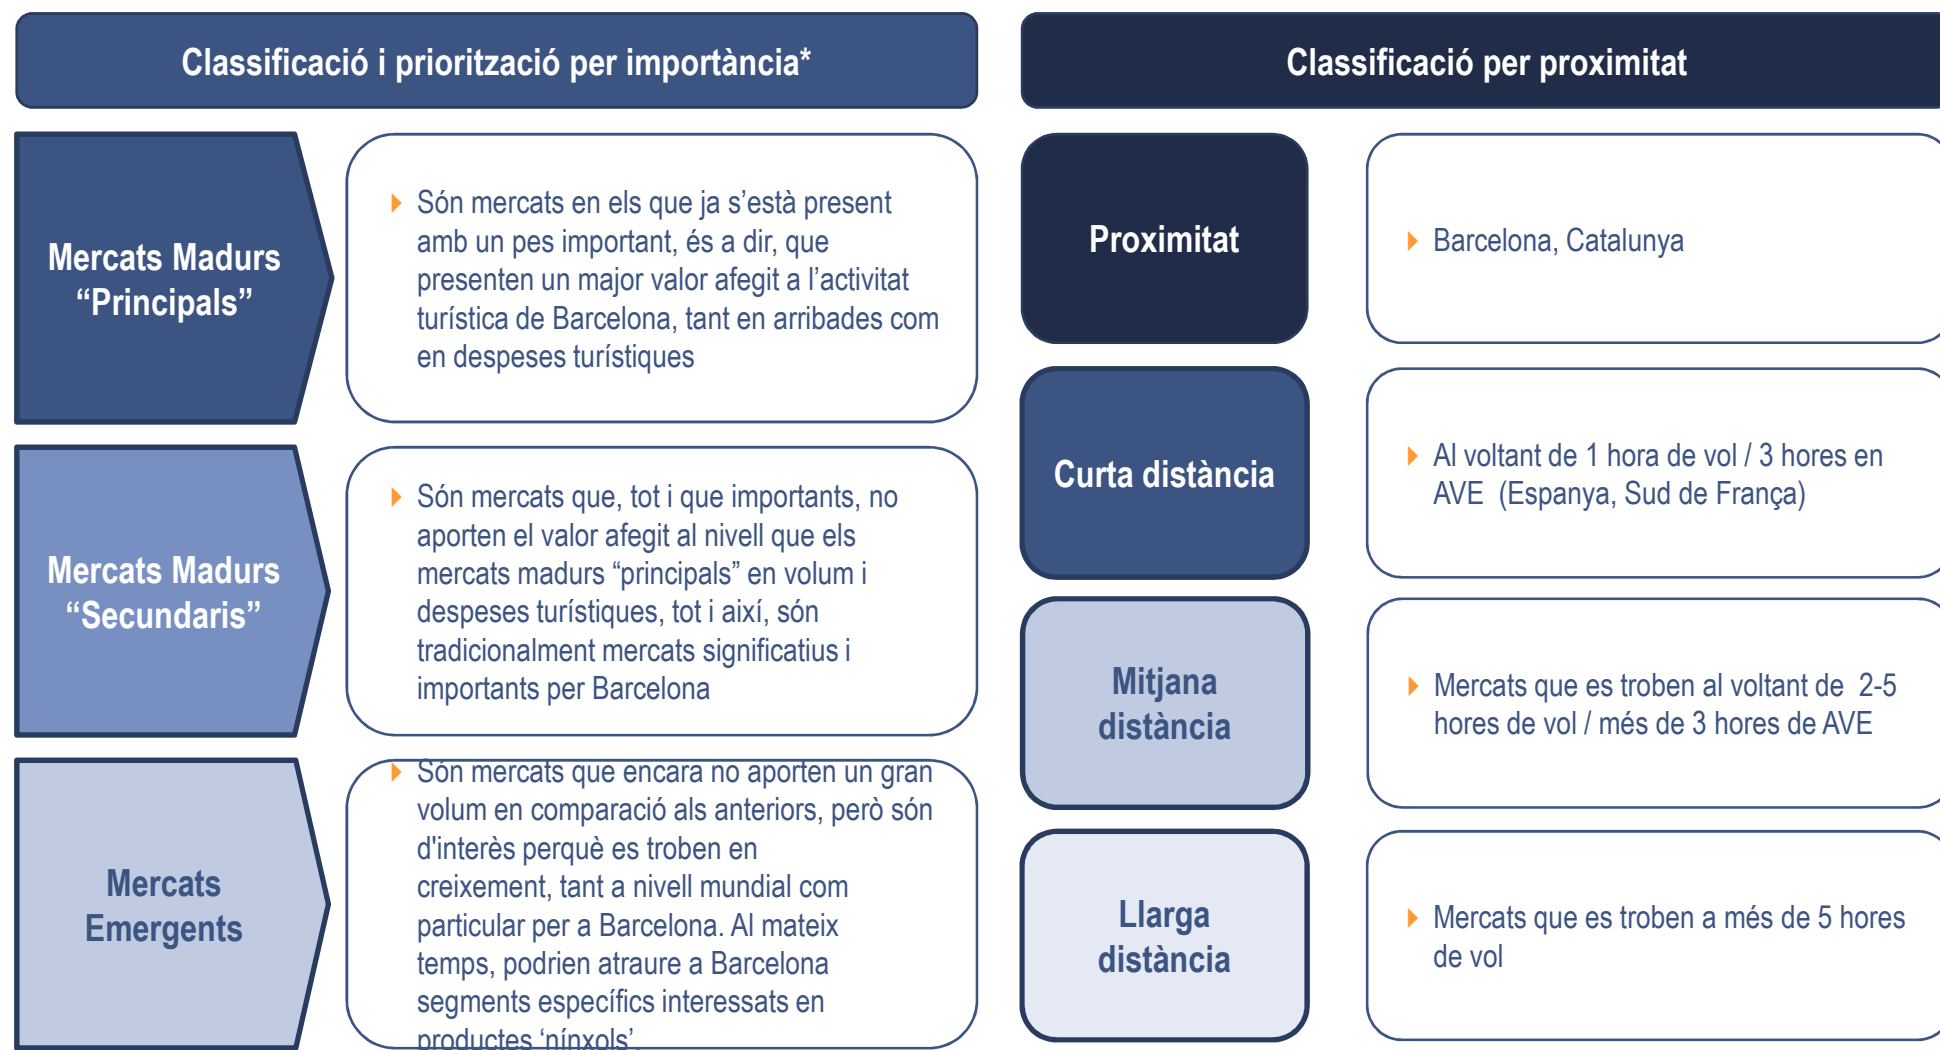 Classificació i priorització per importància*
Mercats Madurs
“Principals”
Són mercats en els que ja s’està present
amb un pes important, és a dir, que
presenten un major valor afegit a l’activitat
turística de Barcelona, tant en arribades com
en despeses turístiques
Mercats Madurs
“Secundaris”
Són mercats que, tot i que importants, no
aporten el valor afegit al nivell que els
mercats madurs “principals” en volum i
despeses turístiques, tot i així, són
tradicionalment mercats significatius i
importants per Barcelona
Mercats
Emergents
Són mercats que encara no aporten un gran
volum en comparació als anteriors, però són
d'interès perquè es troben en
creixement, tant a nivell mundial com
particular per a Barcelona. Al mateix
temps, podrien atraure a Barcelona
segments específics interessats en
productes ‘nínxols’.
Classificació per proximitat
Proximitat
Barcelona, Catalunya
Curta distància
Al voltant de 1 hora de vol / 3 hores en
AVE (Espanya, Sud de França)
Mitjana
distància
Mercats que es troben al voltant de 2-5
hores de vol / més de 3 hores de AVE
Llarga
distància
Mercats que es troben a més de 5 hores
de vol